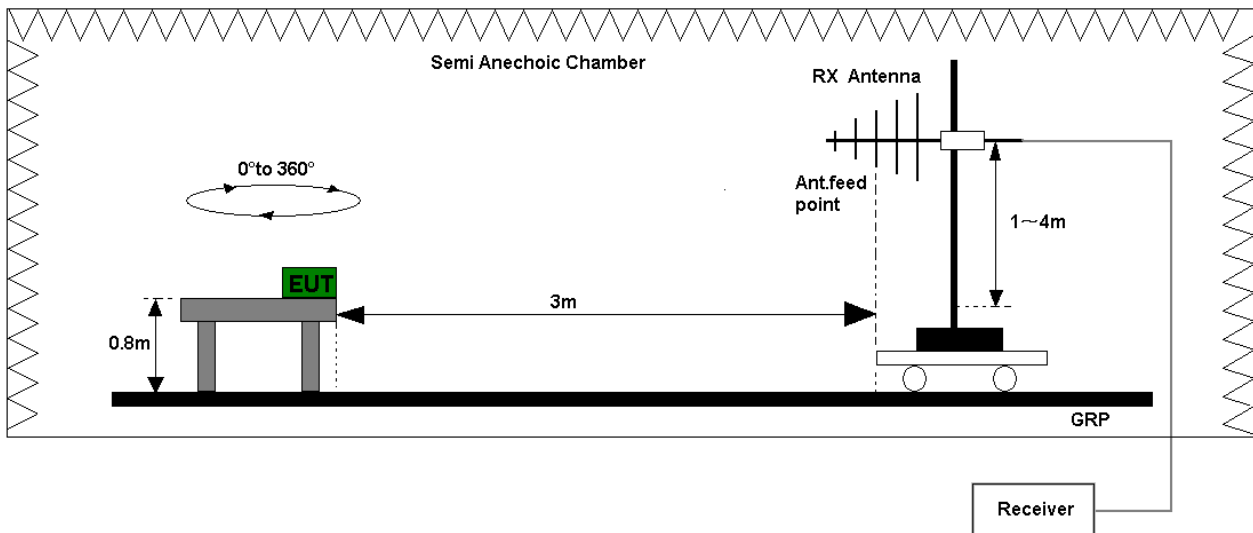 Semi Anechoic Chamber
RX  Antenna
0°to 360°
Ant.feed
point
1～4m
EUT
3m
0.8m
GRP
Receiver